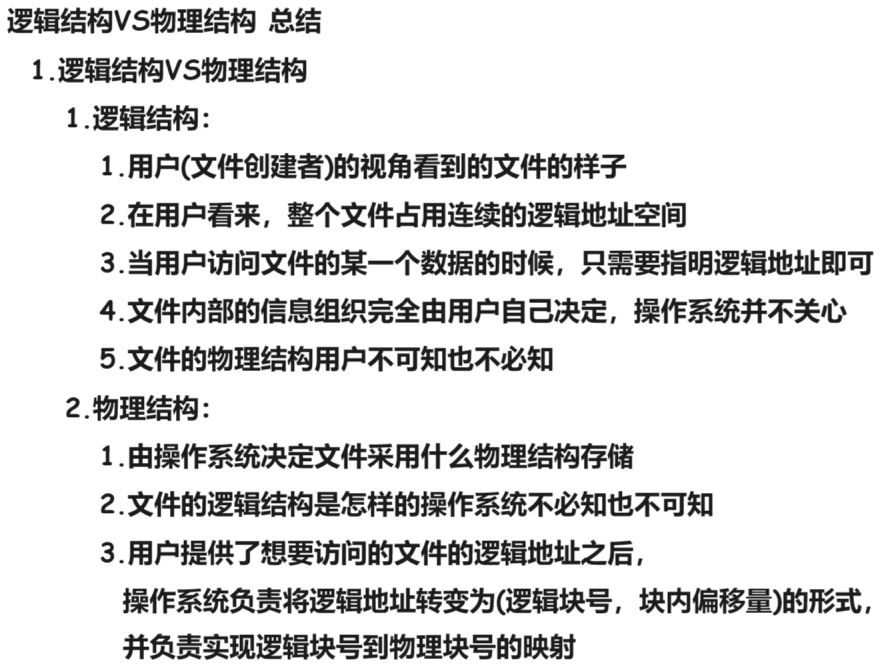 逻辑结构VS物理结构 总结
1.逻辑结构VS物理结构
1.逻辑结构：
1.用户(文件创建者)的视角看到的文件的样子
2.在用户看来，整个文件占用连续的逻辑地址空间
3.当用户访问文件的某一个数据的时候，只需要指明逻辑地址即可
4.文件内部的信息组织完全由用户自己决定，操作系统并不关心
5.文件的物理结构用户不可知也不必知
2.物理结构：
1.由操作系统决定文件采用什么物理结构存储
2.文件的逻辑结构是怎样的操作系统不必知也不可知
3.用户提供了想要访问的文件的逻辑地址之后，
操作系统负责将逻辑地址转变为(逻辑块号，块内偏移量)的形式，
并负责实现逻辑块号到物理块号的映射